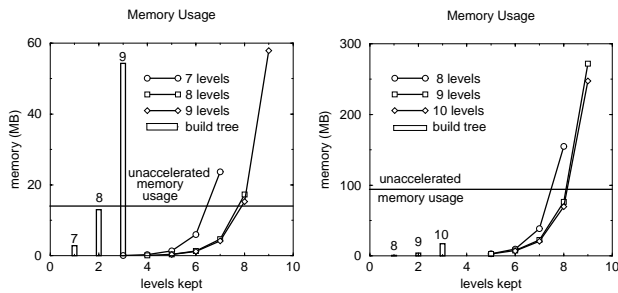 Memory Usage
60
40
20
0
memory (MB)
9
8
7
7 levels
8 levels
9 levels
build tree
unaccelerated
memory
usage
0 2 4 6 8 10
levels kept
Memory Usage
300
200
100
0
memory (MB)
8 levels
9 levels
10 levels
build tree
unaccelerated
memory usage
8
9
10
0 2 4 6 8 10
levels kept